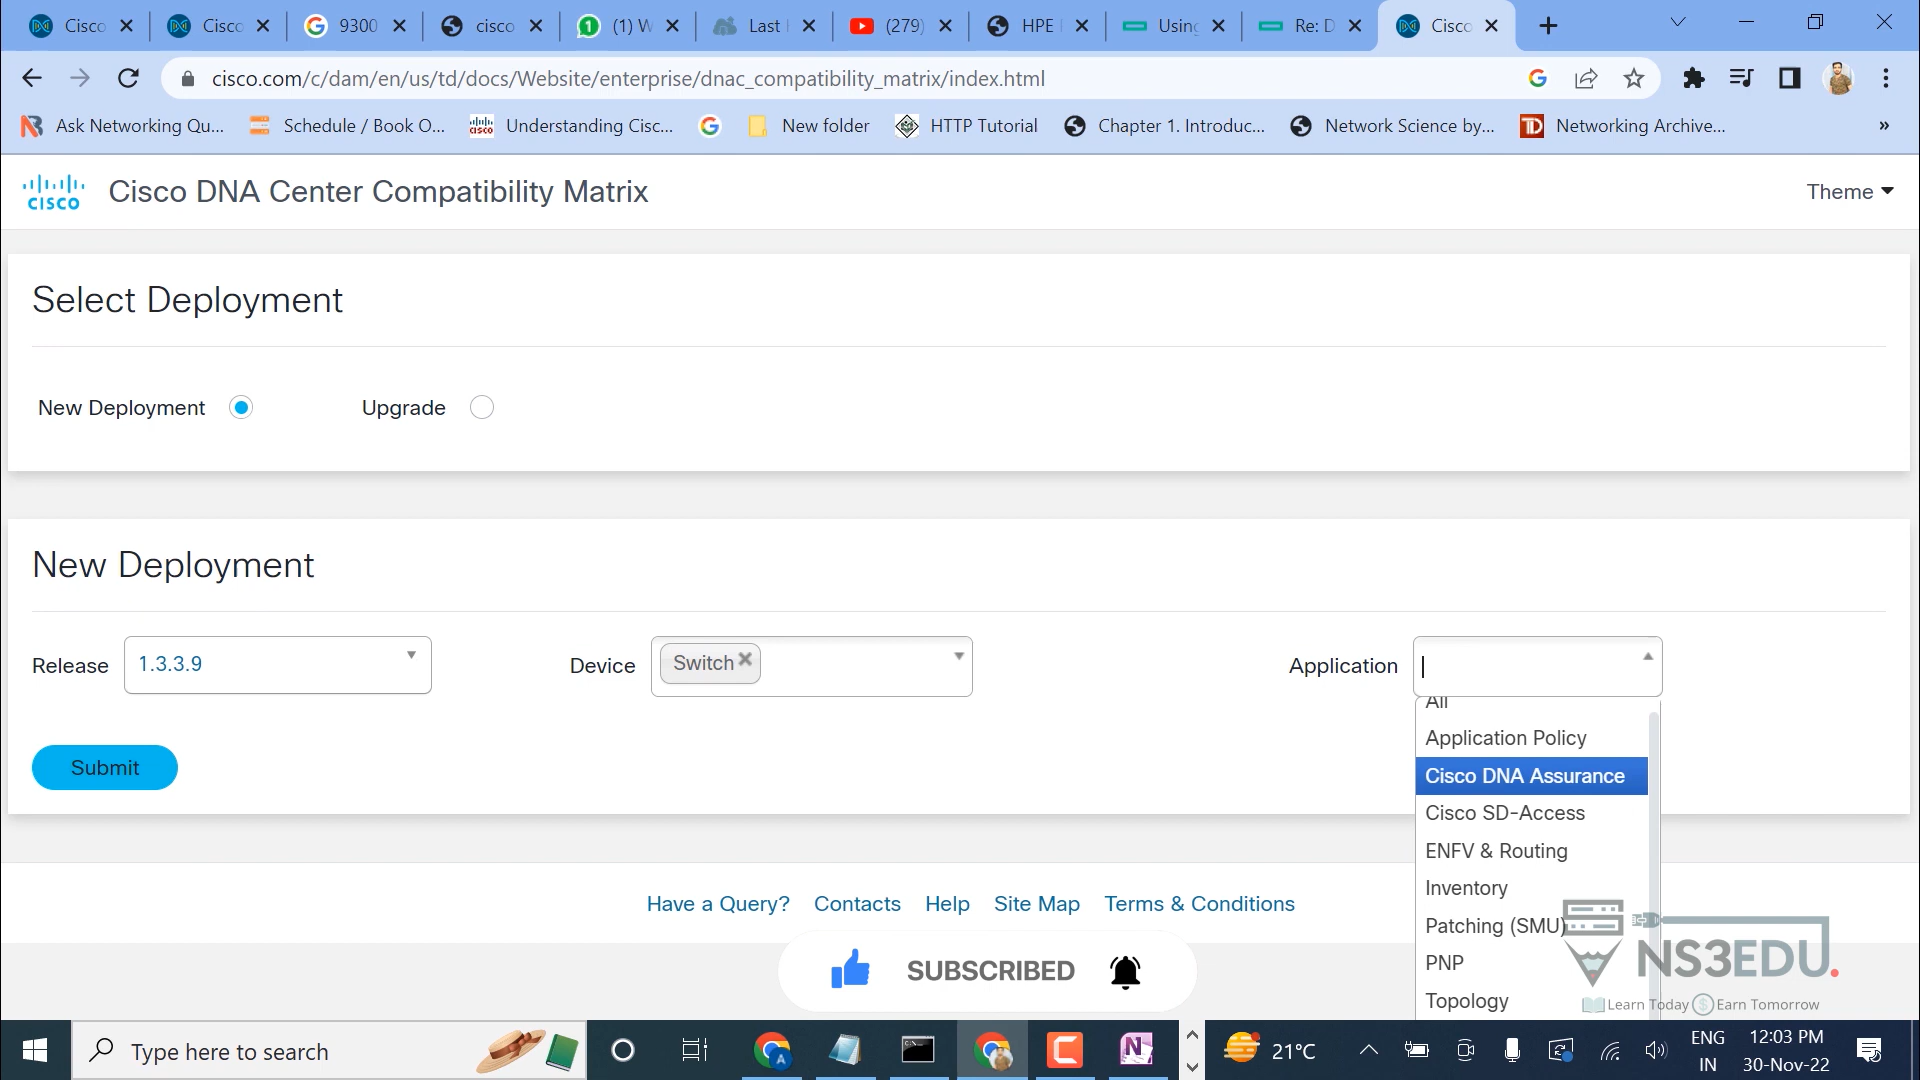 Cisco
Cisco
9300
cisco
(1) W
Last
(279)
HPE
Using
Re: D
Cisco
cisco.com/c/dam/en/us/td/docs/Website/enterprise/dnac_compatibility_matrix/index.html
Ask Networking Qu...
Schedule / Book O...
Understanding Cisc...
New folder
HTTP Tutorial
Chapter 1. Introduc...
Network Science by...
Networking Archive...
»
CISCO
Cisco DNA Center Compatibility Matrix
Theme
Select Deployment
New Deployment
Upgrade
New Deployment
Release
1.3.3.9
Device
Switch
Application
All
Application Policy
Cisco DNA Assurance
Cisco SD-Access
ENFV & Routing
Inventory
Patching (SMU)
PNP
Topology
Submit
Have a Query?
Contacts
Help
Site Map
Terms & Conditions
SUBSCRIBED
NS3EDU.
Learn Today
Earn Tomorrow
Type here to search
21°C
ENG
IN
12:03 PM
30-Nov-22